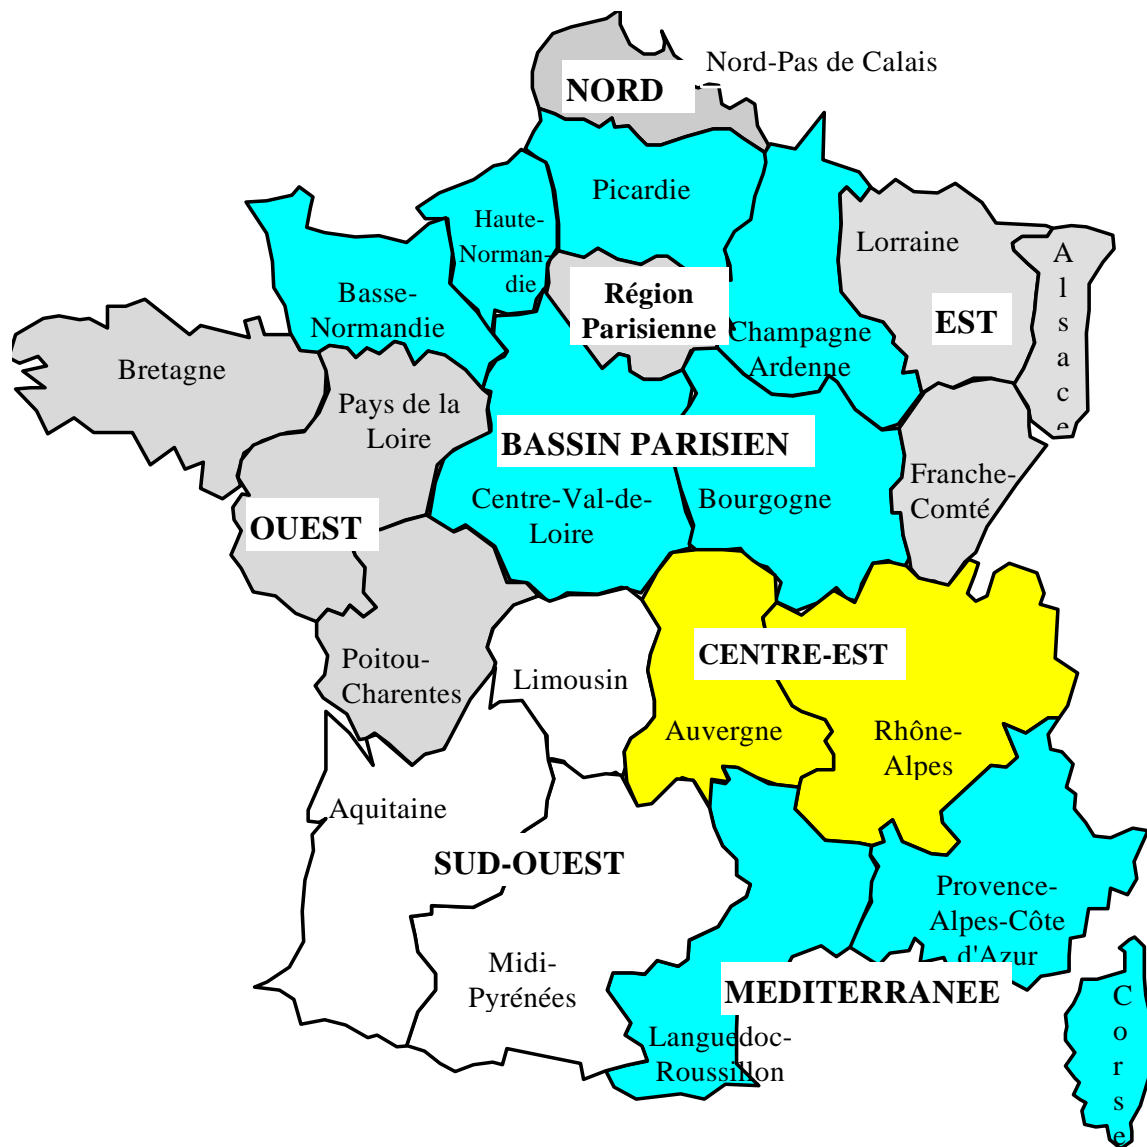 Nord-Pas de Calais
NORD
Picardie
Haute-
Norman-
die
Lorraine
Alsace
Basse-
Normandie
Région
Parisienne
EST
Champagne
Ardenne
Bretagne
Pays de la
Loire
BASSIN PARISIEN
Franche-
Comté
Centre-Val-de-
Loire
Bourgogne
OUEST
CENTRE-EST
Poitou-
Charentes
Limousin
Auvergne
Rhône-
Alpes
Aquitaine
SUD-OUEST
Provence-
Alpes-Côte
d'Azur
Midi-
Pyrénées
MEDITERRANEE
Corse
Languedoc-
Roussillon